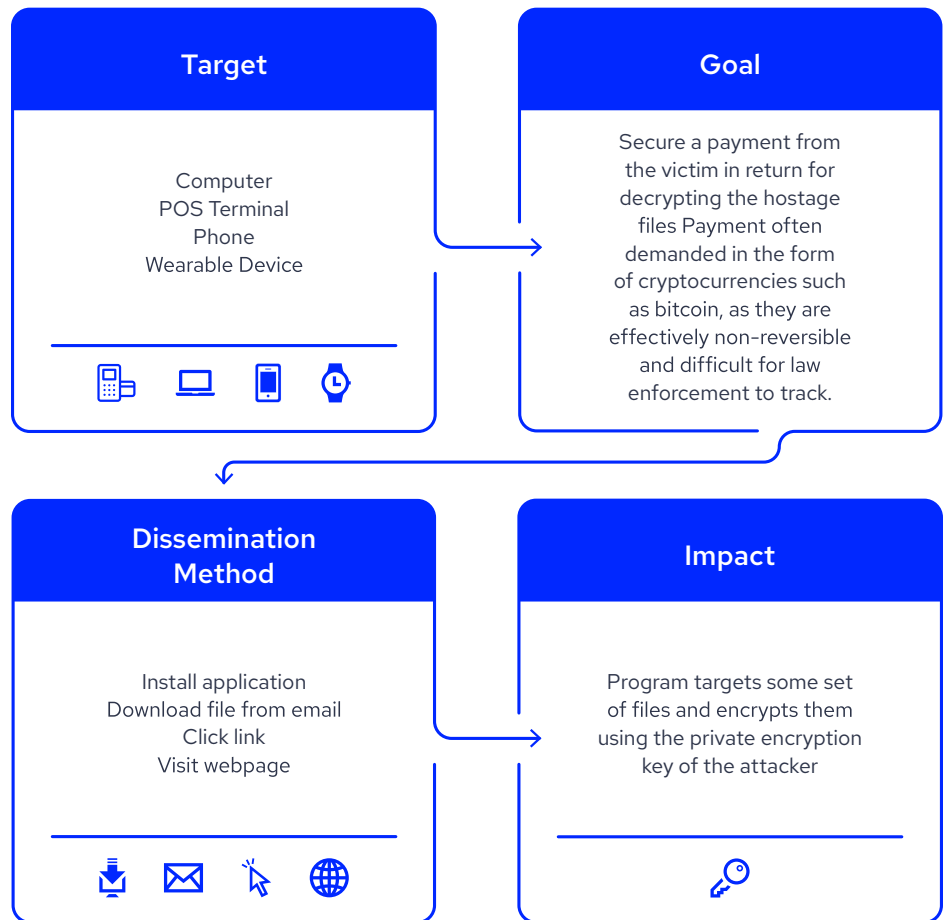 Target
Computer
POS Terminal
Phone
Wearable Device
Goal
Secure a payment from
the victim in return for
decrypting the hostage
files Payment often
demanded in the form
of cryptocurrencies such
as bitcoin, as they are
effectively non-reversible
and difficult for law
enforcement to track.
Dissemination
Method
Install application
Download file from email
Click link
Visit webpage
Impact
Program targets some set
of files and encrypts them
using the private encryption
key of the attacker